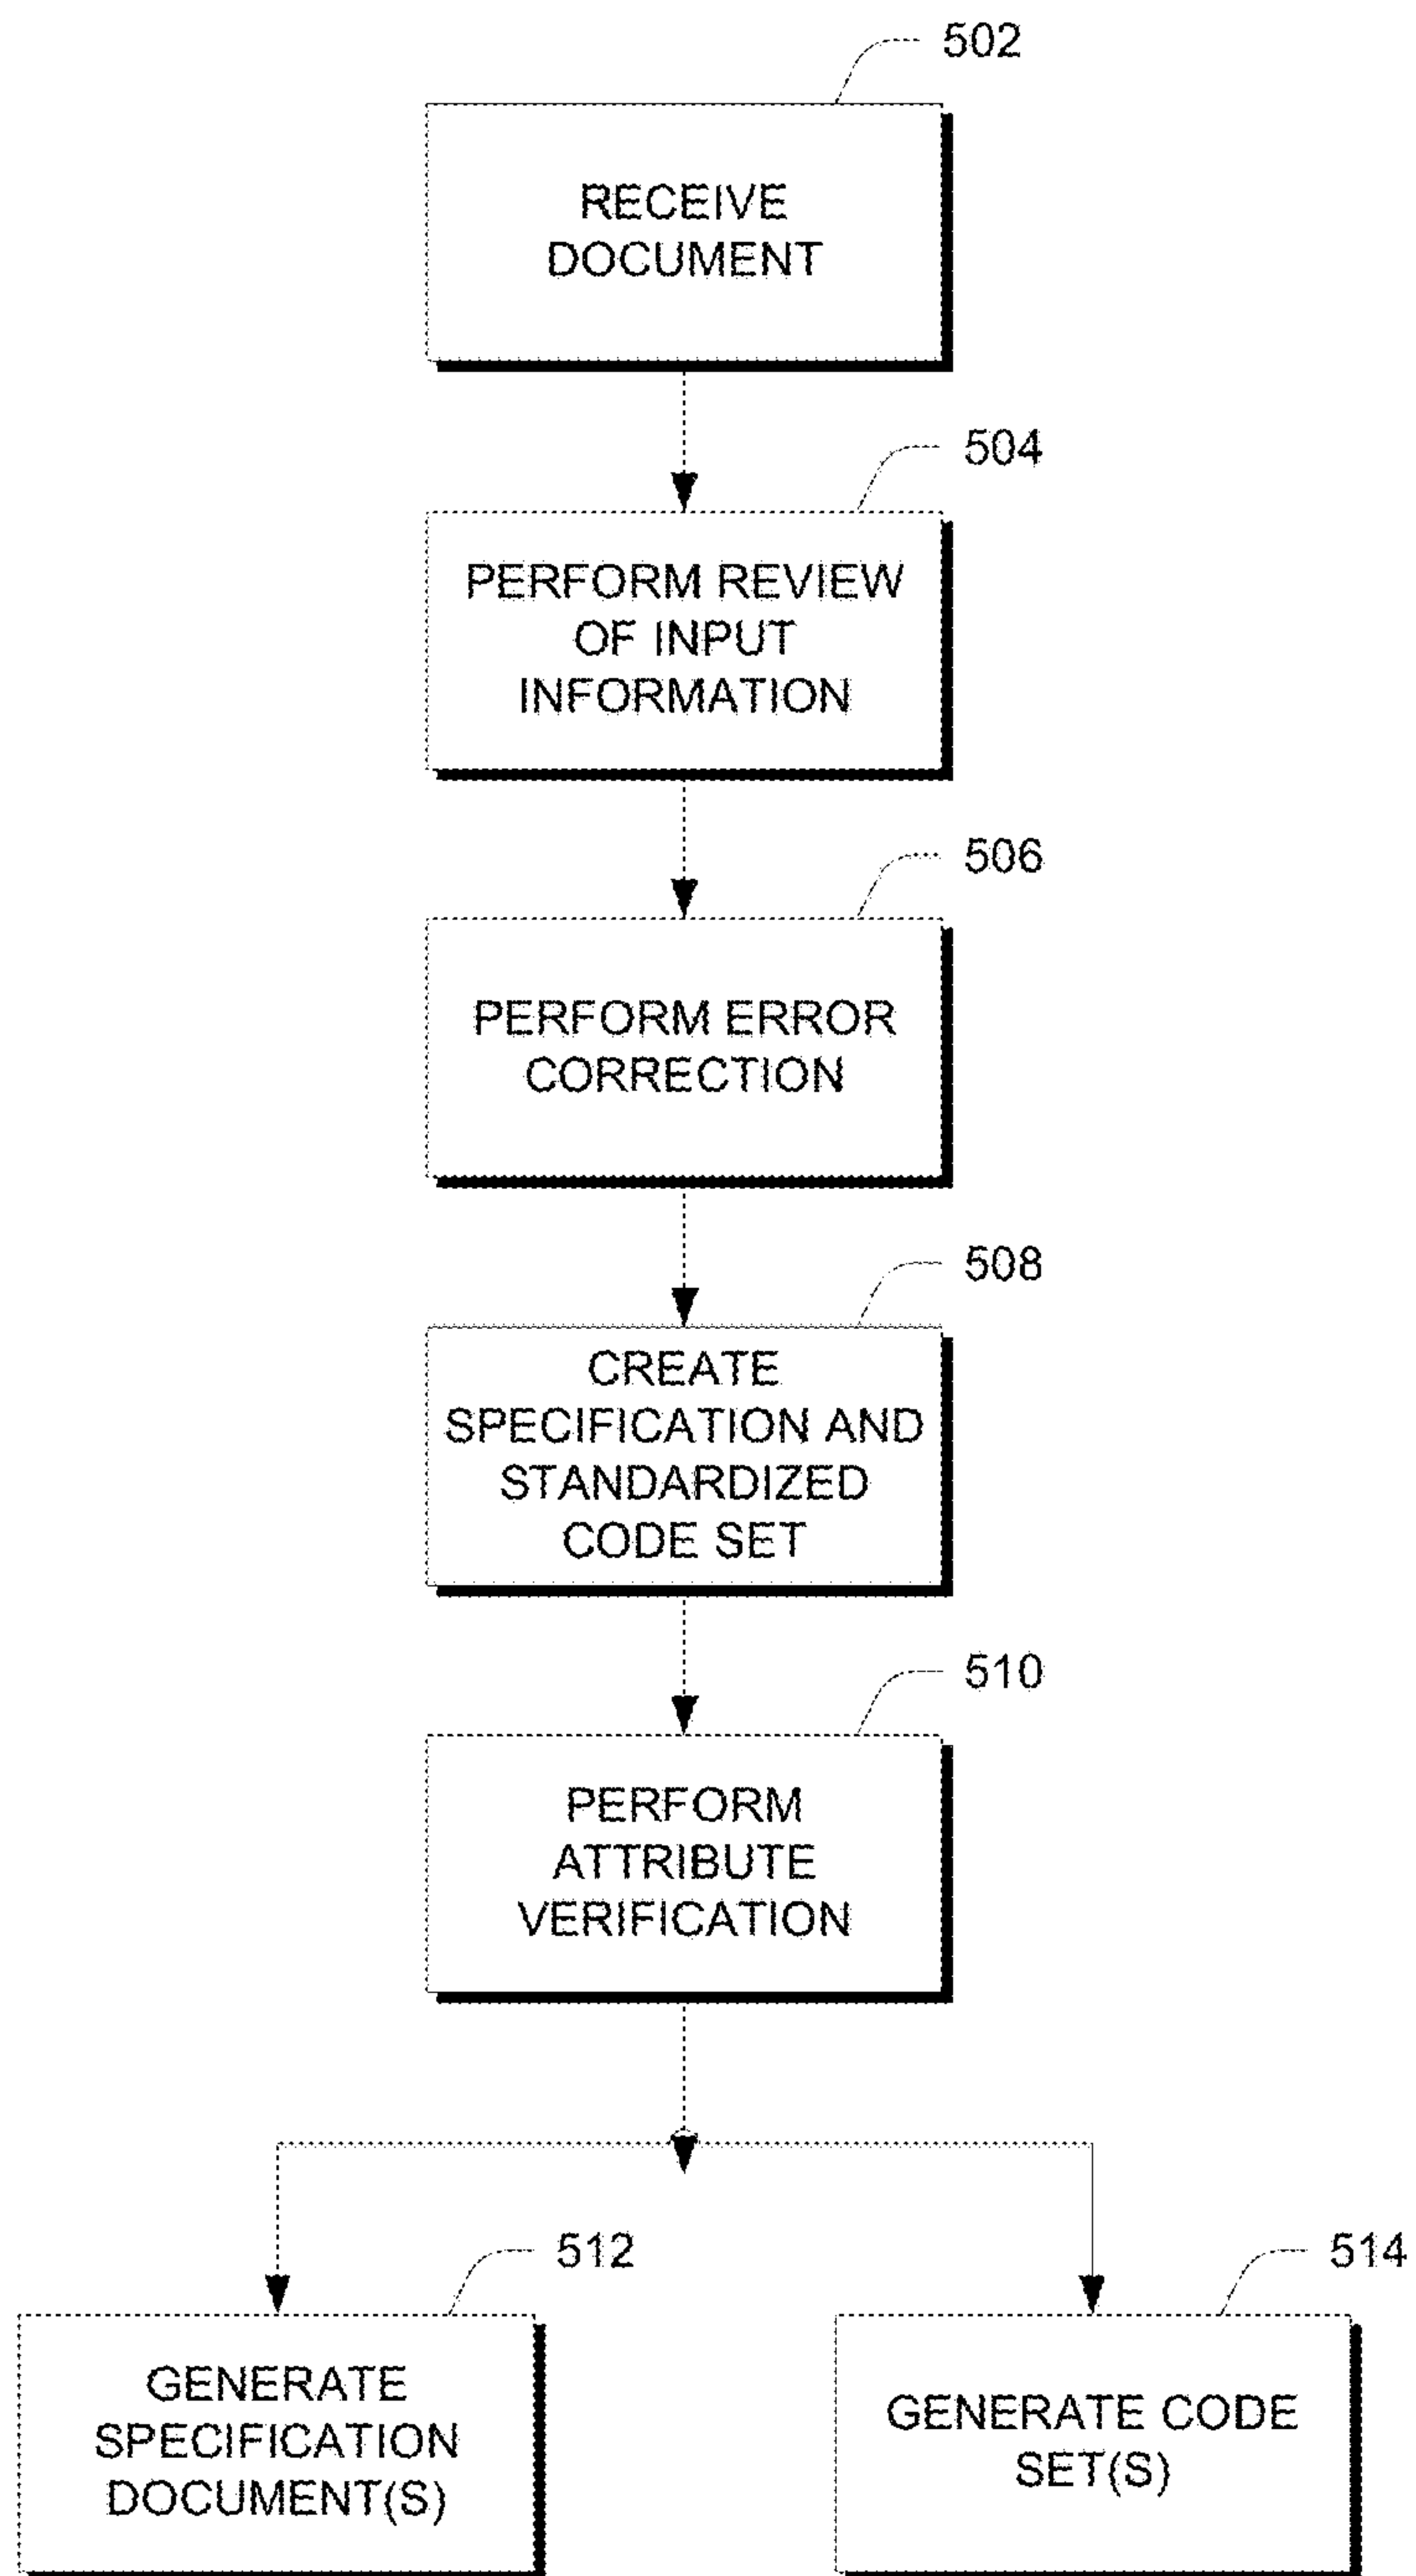 502
RECEIVE
DOCUMENT
504
PERFORM REVIEW
OF INPUT
INFORMATION
506
PERFORM ERROR
CORRECTION
508
CREATE
SPECIFICATION AND
STANDARDIZED
CODE SET
510
PERFORM
ATTRIBUTE
VERIFICATION
512
GENERATE
SPECIFICATION
DOCUMENT(S)
514
GENERATE CODE
SET(S)